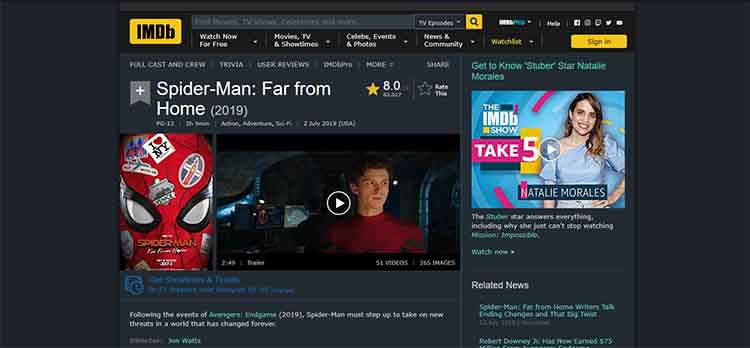 IMDb
Find Movies, TV shows, Celebrities and more...
TV Episodes
IMDbPro
Help
Watch Now
For Free
Movies, TV
& Showtimes
Celebs, Events
& Photos
News &
Community
Watchlist
Sign in
FULL CAST AND CREW | TRIVIA | USER REVIEWS | IMDbPro | MORE
SHARE
Spider-Man: Far from
Home (2019)
8.0
Rate
This
PG-13 | 2h 9min | Action, Adventure, Sci-Fi | 2 July 2019 (USA)
I NY
SPIDER-MAN
FAR FROM HOME
JULY 2
2:49 | Trailer
51 VIDEOS | 265 IMAGES
Get Showtimes & Tickets
Following the events of Avengers: Endgame (2019), Spider-Man must step up to take on new
threats in a world that has changed forever.
Director: Jon Watts
Get to Know 'Stuber' Star Natalie
Morales
THE
IMDb
SHOW
TAKE 5
NATALIE MORALES
The Stuber star answers everything,
including why she just can't stop watching
Mission: Impossible.
Watch now »
Related News
Spider-Man: Far from Home Writers Talk
Ending Changes and That Big Twist
Robert Downey Jr. Has Now Earned $75